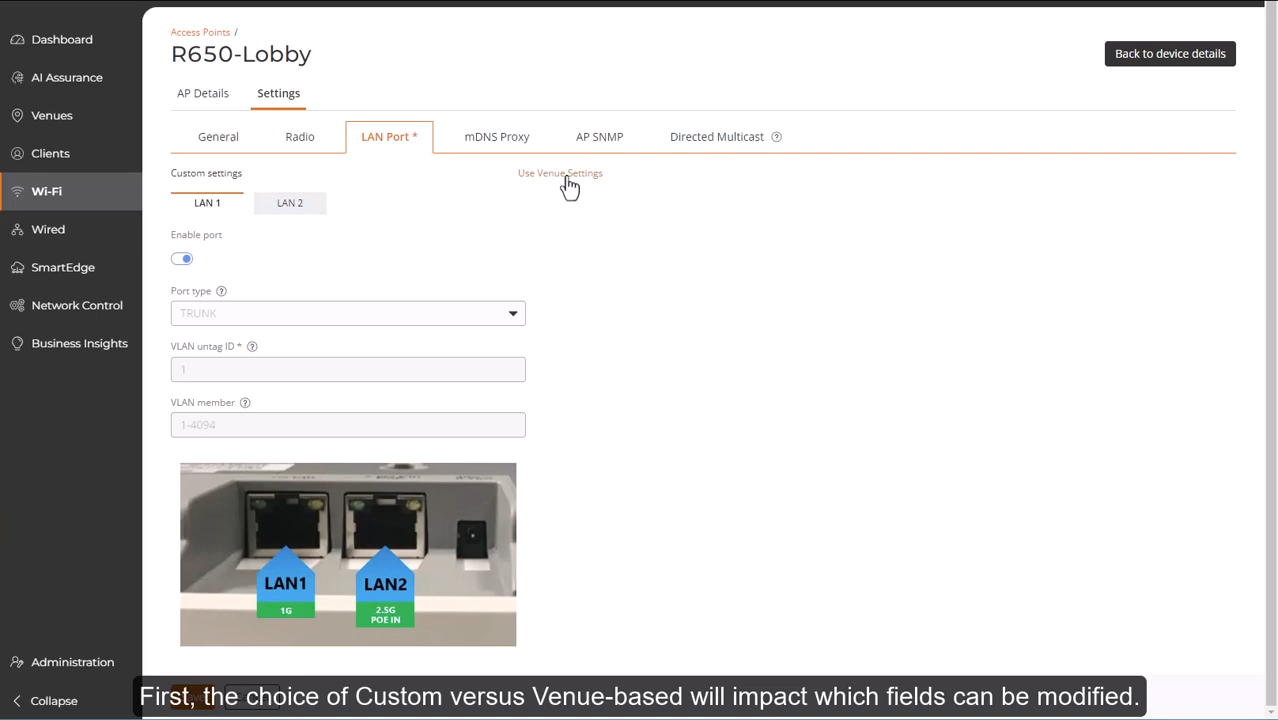 Dashboard
AI Assurance
Venues
Clients
Wi-Fi
Wired
SmartEdge
Network Control
Business Insights
Administration
Collapse
Access Points /
R650-Lobby
Back to device details
AP Details Settings
General Radio LAN Port * mDNS Proxy AP SNMP Directed Multicast ?
Custom settings Use Venue Settings
LAN 1 LAN 2
Enable port
Port type ?
TRUNK
VLAN untag ID * ?
1
VLAN member ?
1-4094
LAN1 LAN2
1G 2.5G
POE IN
First, the choice of Custom versus Venue-based will impact which fields can be modified.